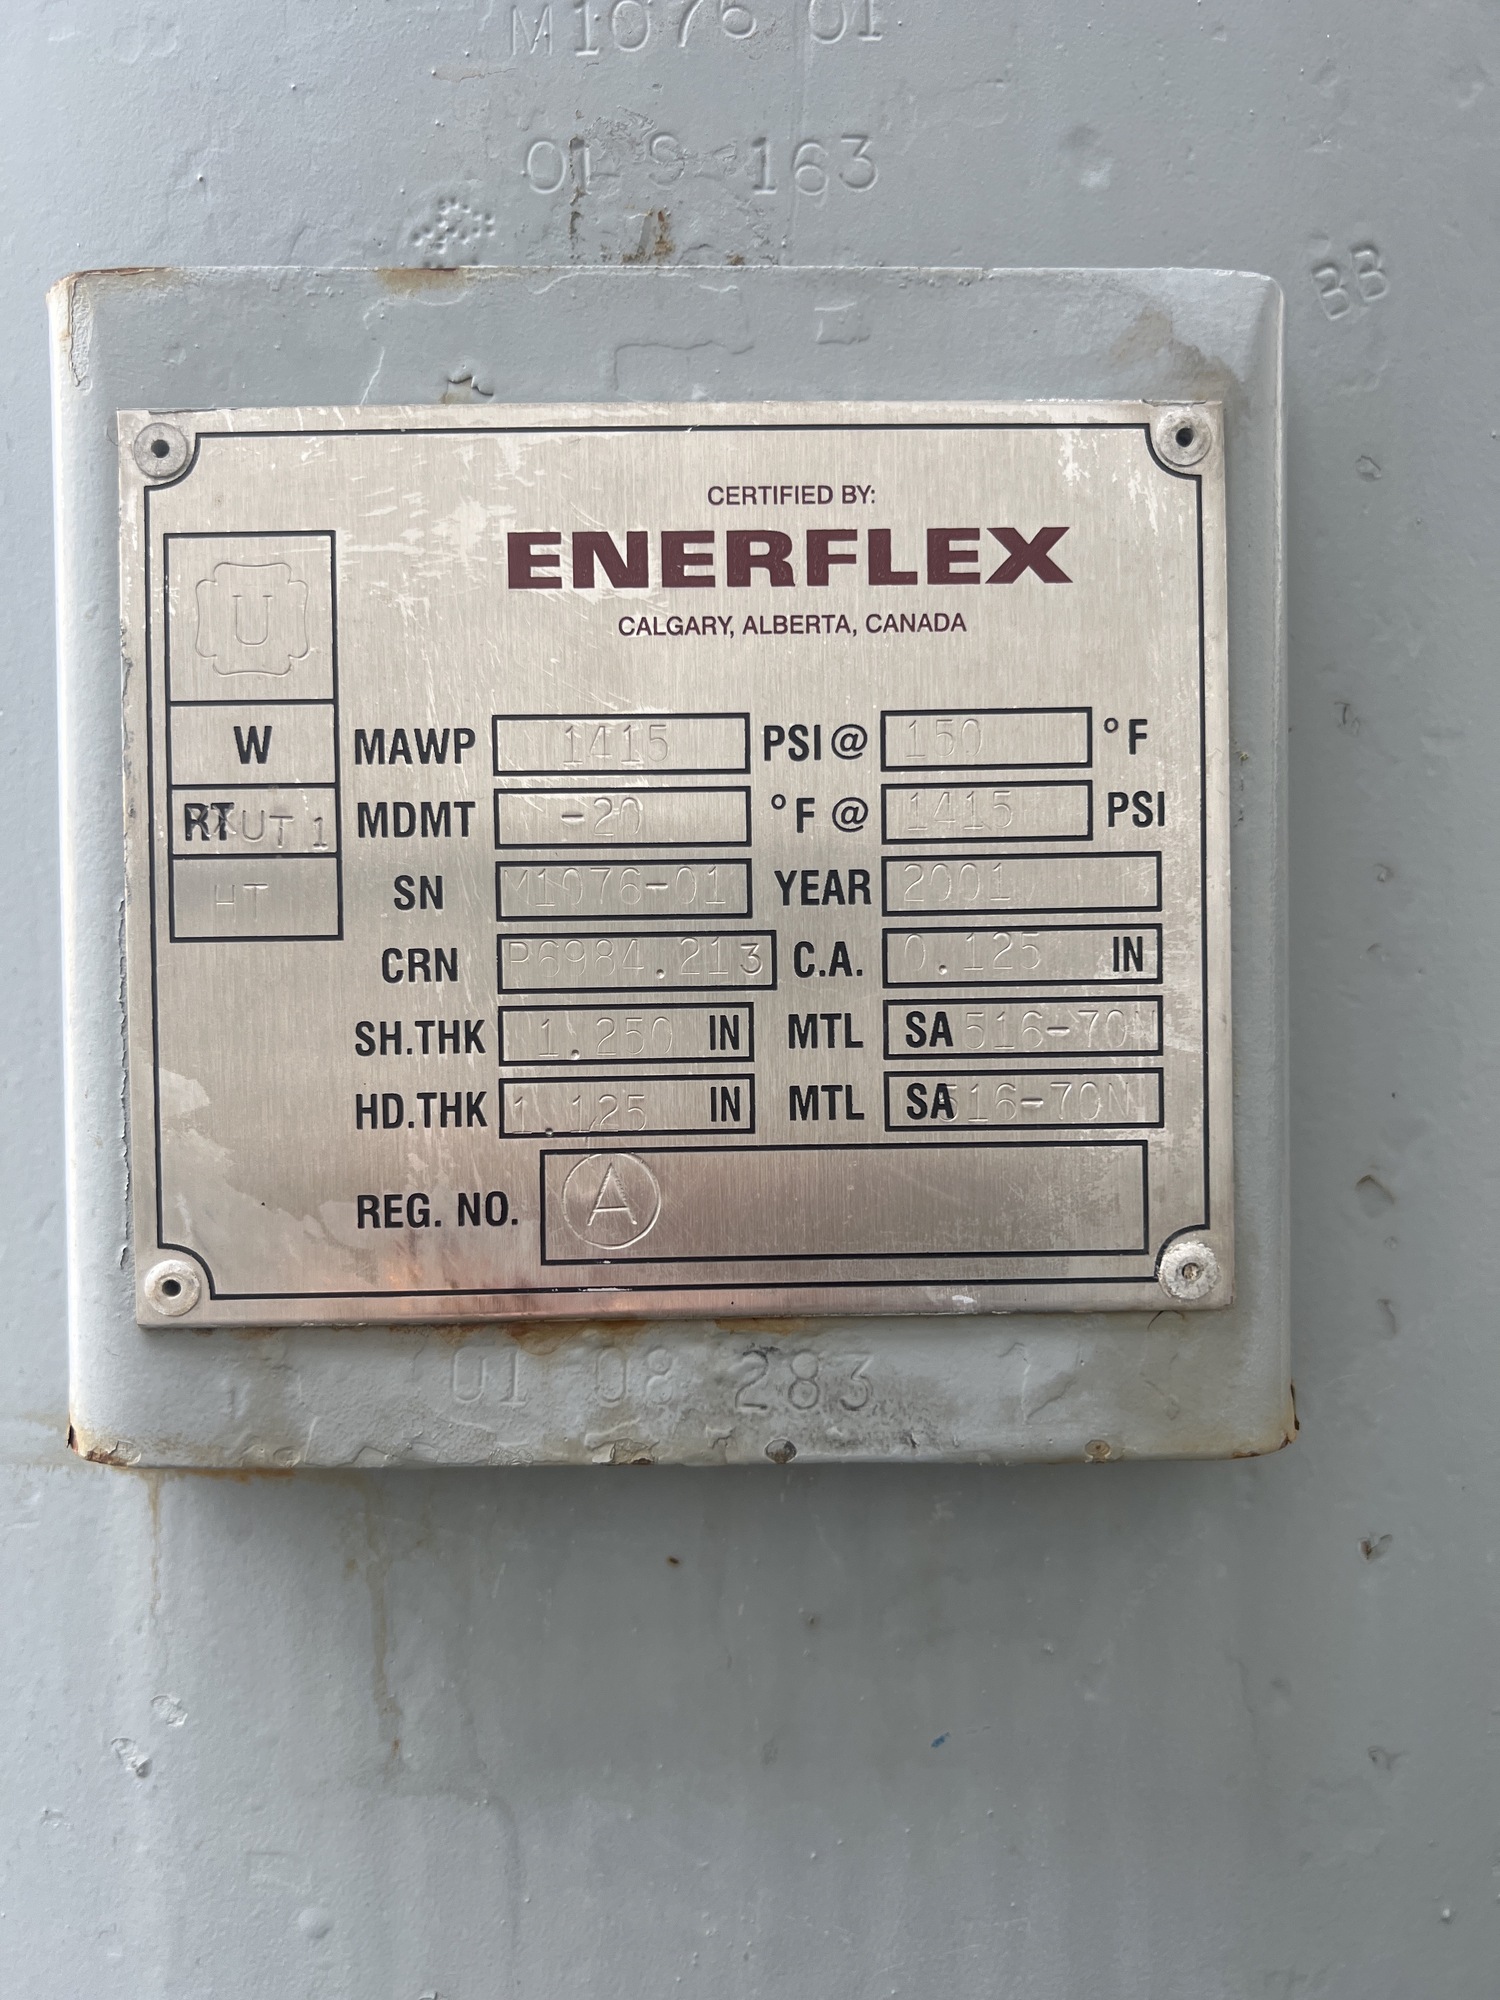 M1076 01
01 9 163
BB
CERTIFIED BY:
ENERFLEX
CALGARY, ALBERTA, CANADA
U
W
RT UT 1
HT
MAWP 1415 PSI @ 150 °F
MDMT -20 °F @ 1415 PSI
SN M1076-01 YEAR 2001
CRN P6984.213 C.A. 0.125 IN
SH.THK 1.250 IN MTL SA 516-70N
HD.THK 1.125 IN MTL SA 516-70N
REG. NO. A
01 08 283